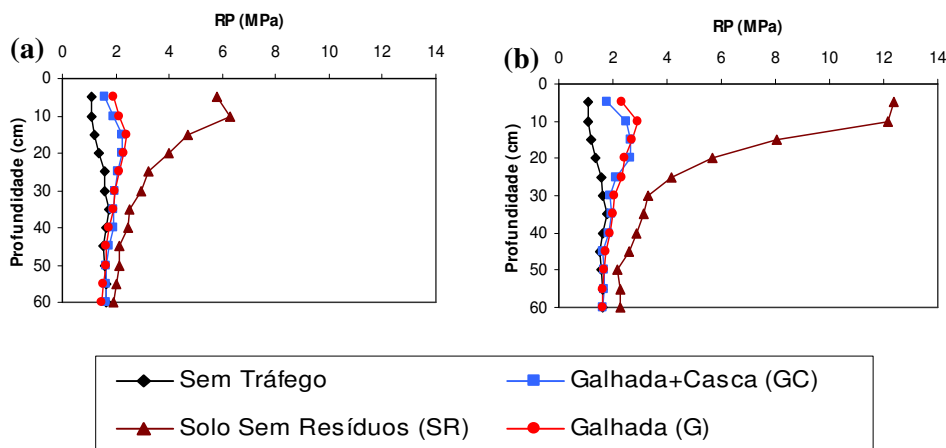 RP (MPa)
(a)
0 2 4 6 8 10 12 14
0
10
20
30
40
50
60
Profundidade (cm)
RP (MPa)
(b)
0 2 4 6 8 10 12 14
0
10
20
30
40
50
60
Profundidade (cm)
Sem Tráfego
Galhada+Casca (GC)
Solo Sem Resíduos (SR)
Galhada (G)